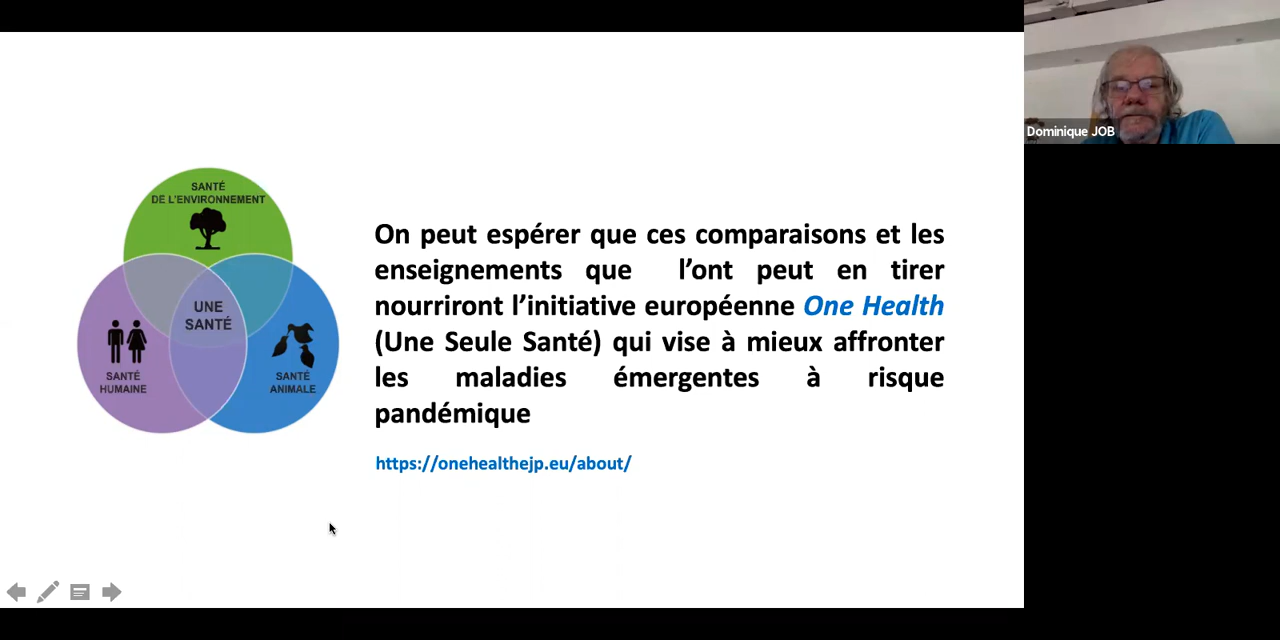 SANTÉ
DE L'ENVIRONNEMENT
UNE
SANTÉ
SANTÉ
HUMAINE
SANTÉ
ANIMALE
On peut espérer que ces comparaisons et les
enseignements que l'ont peut en tirer
nourriront l'initiative européenne One Health
(Une Seule Santé) qui vise à mieux affronter
les maladies émergentes à risque
pandémique
https://onehealthejp.eu/about/
Dominique JOB